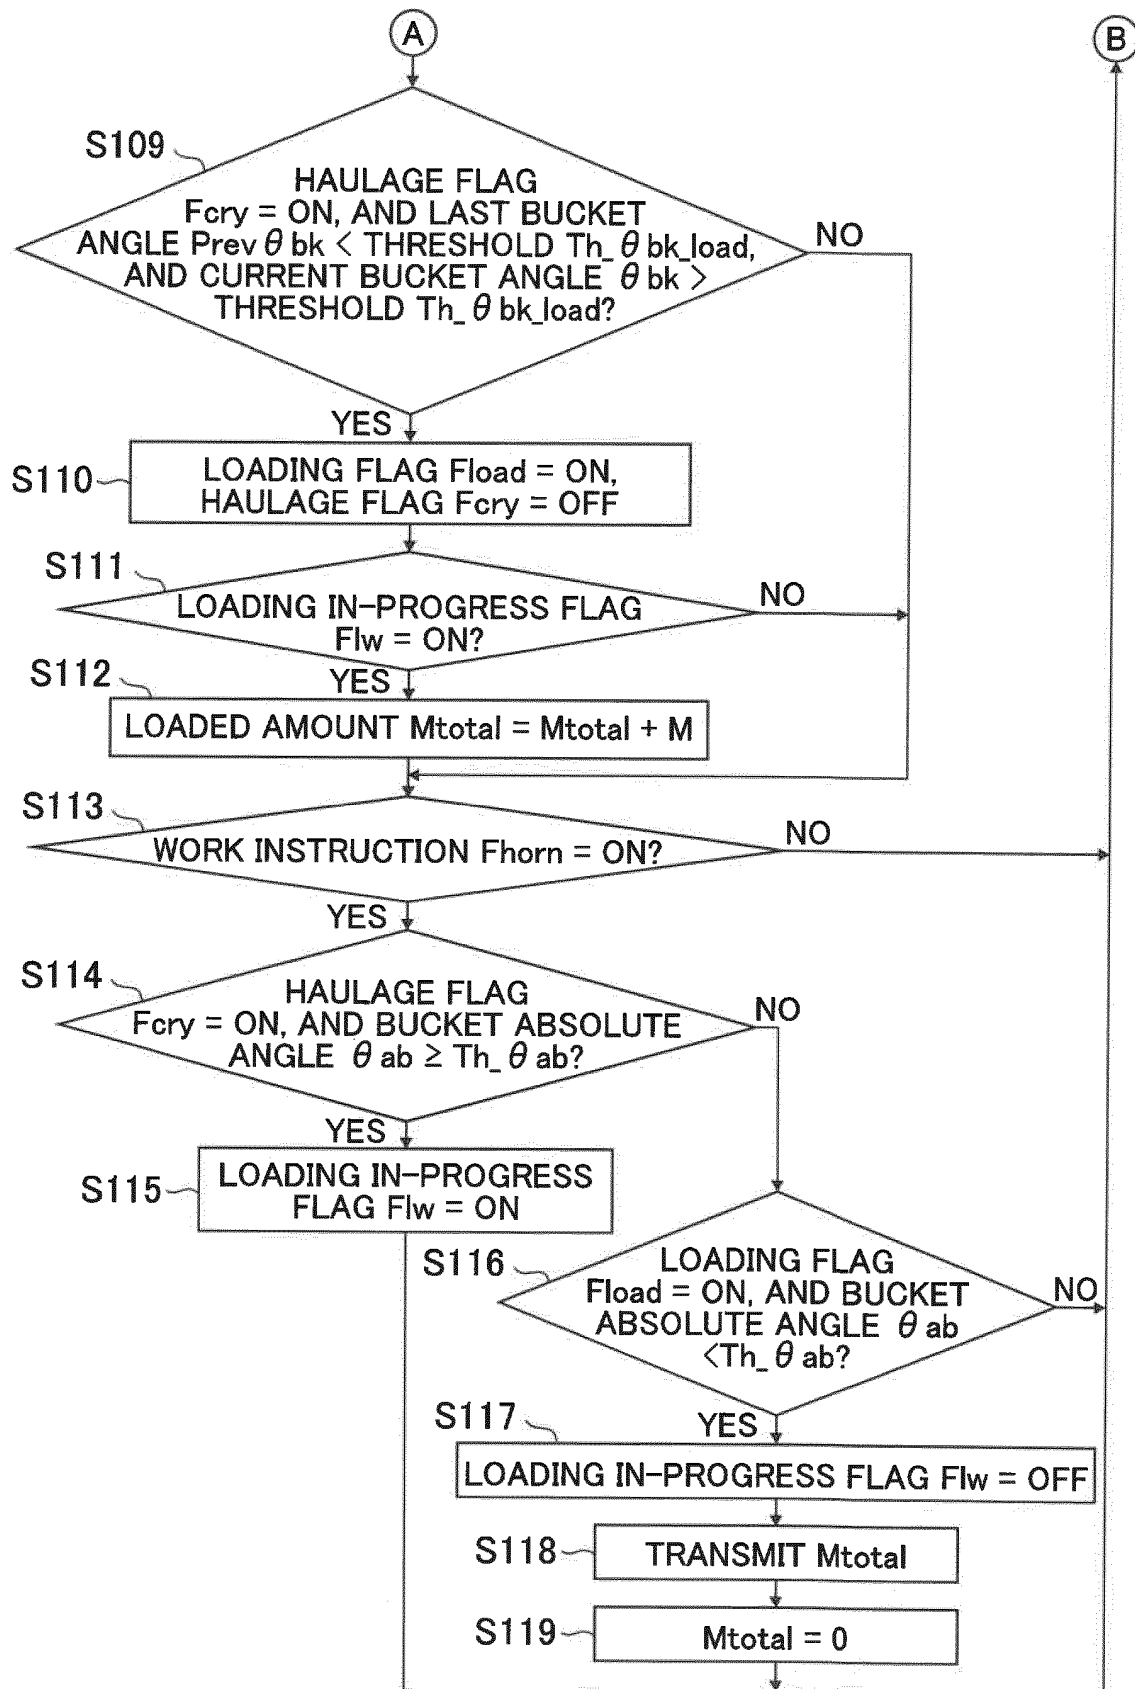 A
B
S109
HAULAGE FLAG
Fcry = ON, AND LAST BUCKET
ANGLE Prev θ bk < THRESHOLD Th_ θ bk_load,
AND CURRENT BUCKET ANGLE θ bk >
THRESHOLD Th_ θ bk_load?
NO
YES
S110
LOADING FLAG Fload = ON,
HAULAGE FLAG Fcry = OFF
S111
LOADING IN-PROGRESS FLAG
Flw = ON?
NO
YES
S112
LOADED AMOUNT Mtotal = Mtotal + M
S113
WORK INSTRUCTION Fhorn = ON?
NO
YES
S114
HAULAGE FLAG
Fcry = ON, AND BUCKET ABSOLUTE
ANGLE θ ab ≥ Th_ θ ab?
NO
YES
S115
LOADING IN-PROGRESS
FLAG Flw = ON
S116
LOADING FLAG
Fload = ON, AND BUCKET
ABSOLUTE ANGLE θ ab
<Th_ θ ab?
NO
YES
S117
LOADING IN-PROGRESS FLAG Flw = OFF
S118
TRANSMIT Mtotal
S119
Mtotal = 0